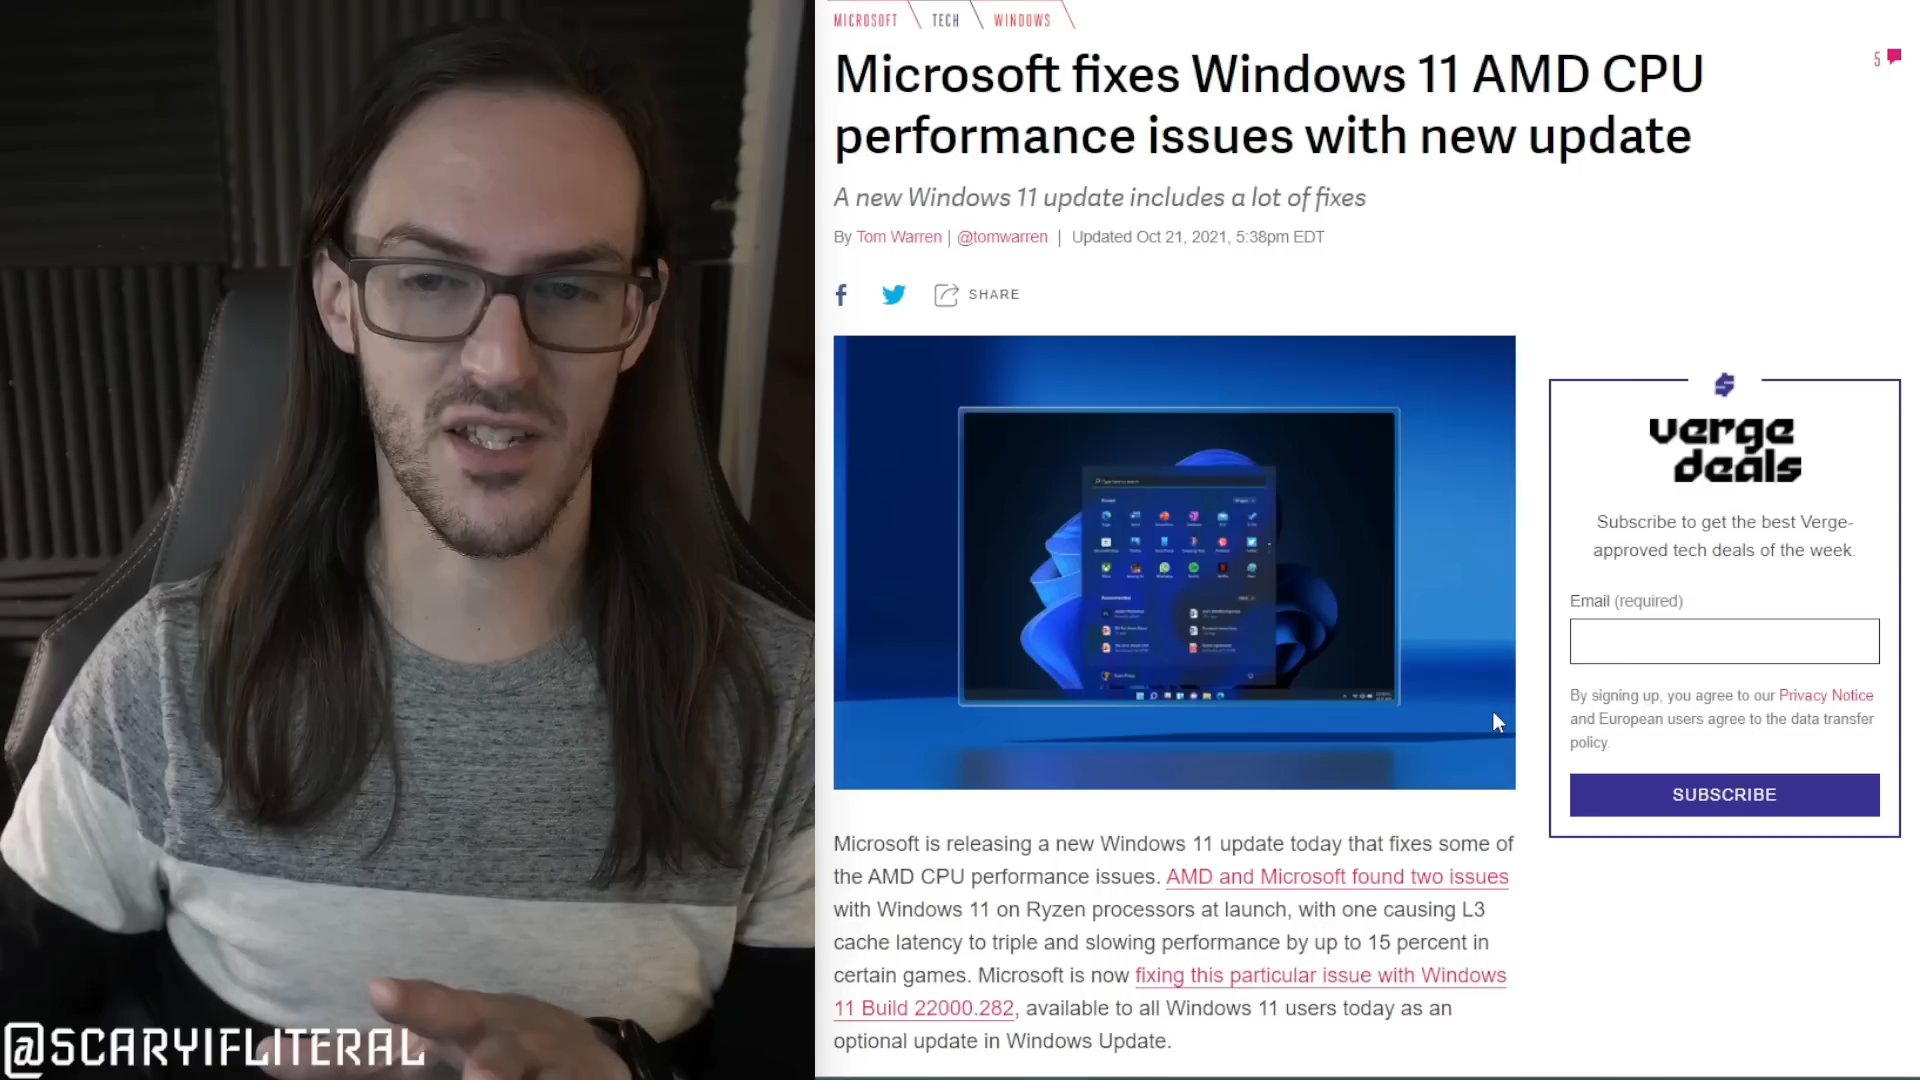 MICROSOFT TECH WINDOWS
Microsoft fixes Windows 11 AMD CPU
performance issues with new update
5
A new Windows 11 update includes a lot of fixes
By Tom Warren | @tomwarren | Updated Oct 21, 2021, 5:38pm EDT
SHARE
verge
deals
Subscribe to get the best Verge-
approved tech deals of the week.
Email (required)
By signing up, you agree to our Privacy Notice
and European users agree to the data transfer
policy.
SUBSCRIBE
Microsoft is releasing a new Windows 11 update today that fixes some of
the AMD CPU performance issues. AMD and Microsoft found two issues
with Windows 11 on Ryzen processors at launch, with one causing L3
cache latency to triple and slowing performance by up to 15 percent in
certain games. Microsoft is now fixing this particular issue with Windows
11 Build 22000.282, available to all Windows 11 users today as an
optional update in Windows Update.
@SCARYIFLITERAL